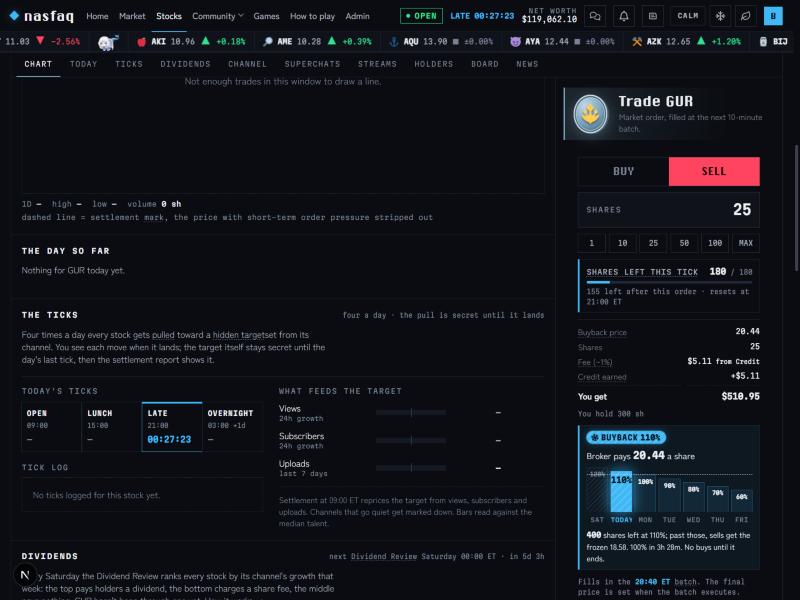 nasfaq Home Market Stocks Community Games How to play Admin OPEN LATE 00:27:23 NET WORTH $119,062.10 CALM B
11.03 ▼ -2.56% AKI 10.96 ▲ +0.18% AME 10.28 ▲ +0.39% AQU 13.90 ■ ±0.00% AYA 12.44 ■ ±0.00% AZK 12.65 ▲ +1.20% BIJ
CHART TODAY TICKS DIVIDENDS CHANNEL SUPERCHATS STREAMS HOLDERS BOARD NEWS
Not enough trades in this window to draw a line.
1D — high — low — volume 0 sh
dashed line = settlement mark, the price with short-term order pressure stripped out
THE DAY SO FAR
Nothing for GUR today yet.
THE TICKS
four a day · the pull is secret until it lands
Four times a day every stock gets pulled toward a hidden targetset from its
channel. You see each move when it lands; the target itself stays secret until the
day's last tick, then the settlement report shows it.
TODAY'S TICKS
OPEN LUNCH LATE OVERNIGHT
09:00 15:00 21:00 03:00 +1d
— — 00:27:23 —
TICK LOG
No ticks logged for this stock yet.
WHAT FEEDS THE TARGET
Views
24h growth
—
Subscribers
24h growth
—
Uploads
last 7 days
—
Settlement at 09:00 ET reprices the target from views, subscribers and
uploads. Channels that go quiet get marked down. Bars read against the
median talent.
DIVIDENDS
next Dividend Review Saturday 00:00 ET · in 5d 3h
y Saturday the Dividend Review ranks every stock by its channel's growth that
week: the top pays holders a dividend, the bottom charges a share fee, the middle
N
Trade GUR
Market order, filled at the next 10-minute
batch.
BUY SELL
SHARES 25
1 10 25 50 100 MAX
SHARES LEFT THIS TICK 180 / 180
155 left after this order · resets at
21:00 ET
Buyback price 20.44
Shares 25
Fee (~1%) $5.11 from Credit
Credit earned +$5.11
You get $510.95
You hold 300 sh
BUYBACK 110%
Broker pays 20.44 a share
120% 110% 100% 90% 80% 70% 60%
SAT TODAY MON TUE WED THU FRI
400 shares left at 110%; past those, sells get the
frozen 18.58. 100% in 3h 28m. No buys until it
ends.
Fills in the 20:40 ET batch. The final
price is set when the batch executes.